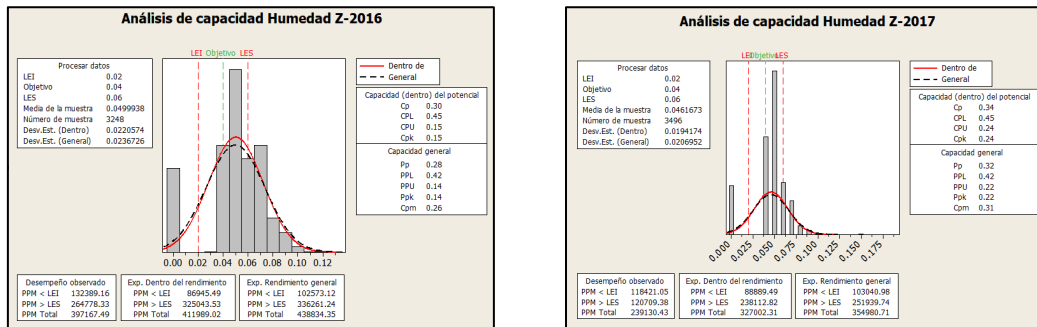 Análisis de capacidad Humedad Z-2016
LEI Objetivo LES
Procesar datos
LEI 0.02
Objetivo 0.04
LES 0.06
Media de la muestra 0.0499938
Número de muestra 3248
Desv.Est. (Dentro) 0.0220574
Desv.Est. (General) 0.0236726
Dentro de
General
Capacidad (dentro) del potencial
Cp 0.30
CPL 0.45
CPU 0.15
Cpk 0.15
Capacidad general
Pp 0.28
PPL 0.42
PPU 0.14
Ppk 0.14
Cpm 0.26
0.00 0.02 0.04 0.06 0.08 0.10 0.12
Desempeño observado
PPM < LEI 132389.16
PPM > LES 264778.33
PPM Total 397167.49
Exp. Dentro del rendimiento
PPM < LEI 86945.49
PPM > LES 325043.53
PPM Total 411989.02
Exp. Rendimiento general
PPM < LEI 102573.12
PPM > LES 336261.24
PPM Total 438834.35
Análisis de capacidad Humedad Z-2017
LEI Objetivo LES
Procesar datos
LEI 0.02
Objetivo 0.04
LES 0.06
Media de la muestra 0.0461673
Número de muestra 3496
Desv.Est. (Dentro) 0.0194174
Desv.Est. (General) 0.0206952
Dentro de
General
Capacidad (dentro) del potencial
Cp 0.34
CPL 0.45
CPU 0.24
Cpk 0.24
Capacidad general
Pp 0.32
PPL 0.42
PPU 0.22
Ppk 0.22
Cpm 0.31
0.000 0.025 0.050 0.075 0.100 0.125 0.150 0.175
Desempeño observado
PPM < LEI 118421.05
PPM > LES 120709.38
PPM Total 239130.43
Exp. Dentro del rendimiento
PPM < LEI 88889.49
PPM > LES 238112.82
PPM Total 327002.31
Exp. Rendimiento general
PPM < LEI 103040.98
PPM > LES 251939.74
PPM Total 354980.71